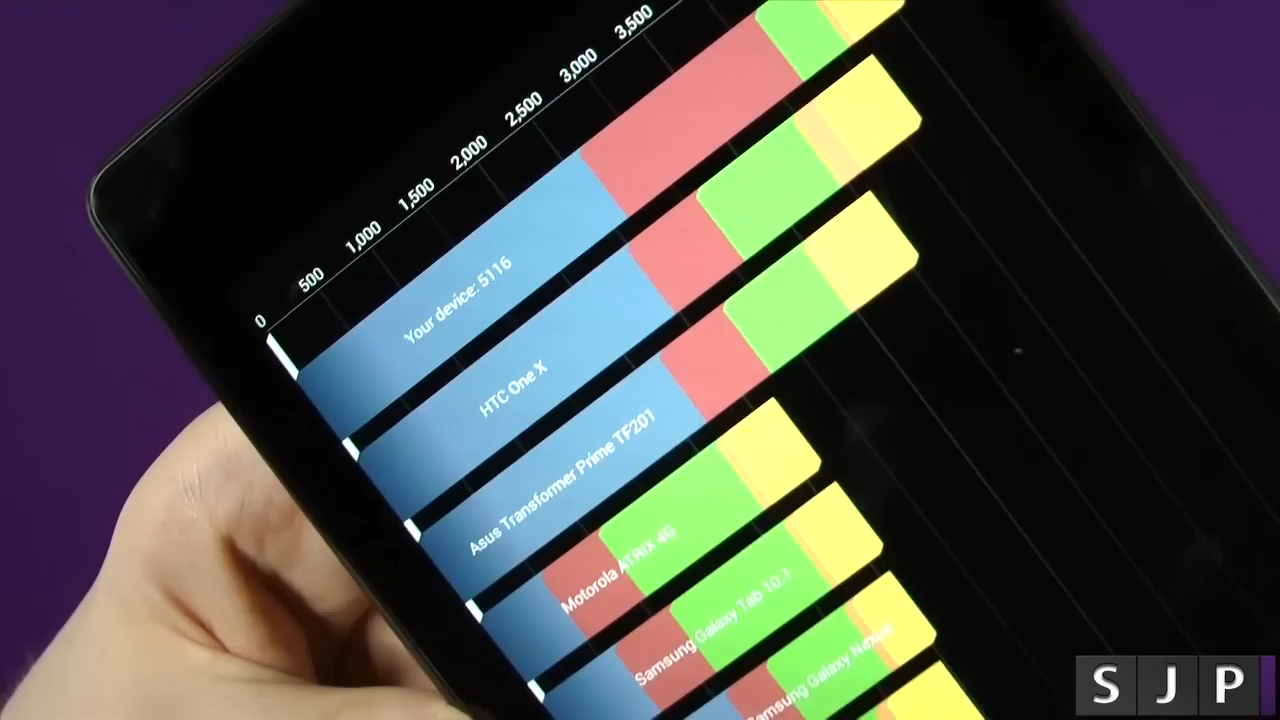 0
500
1,000
1,500
2,000
2,500
3,000
3,500
Your device: 5116
HTC One X
Asus Transformer Prime TF201
Motorola ATRIX 4G
Samsung Galaxy Tab 10.1
Samsung Galaxy Nexus
S J P